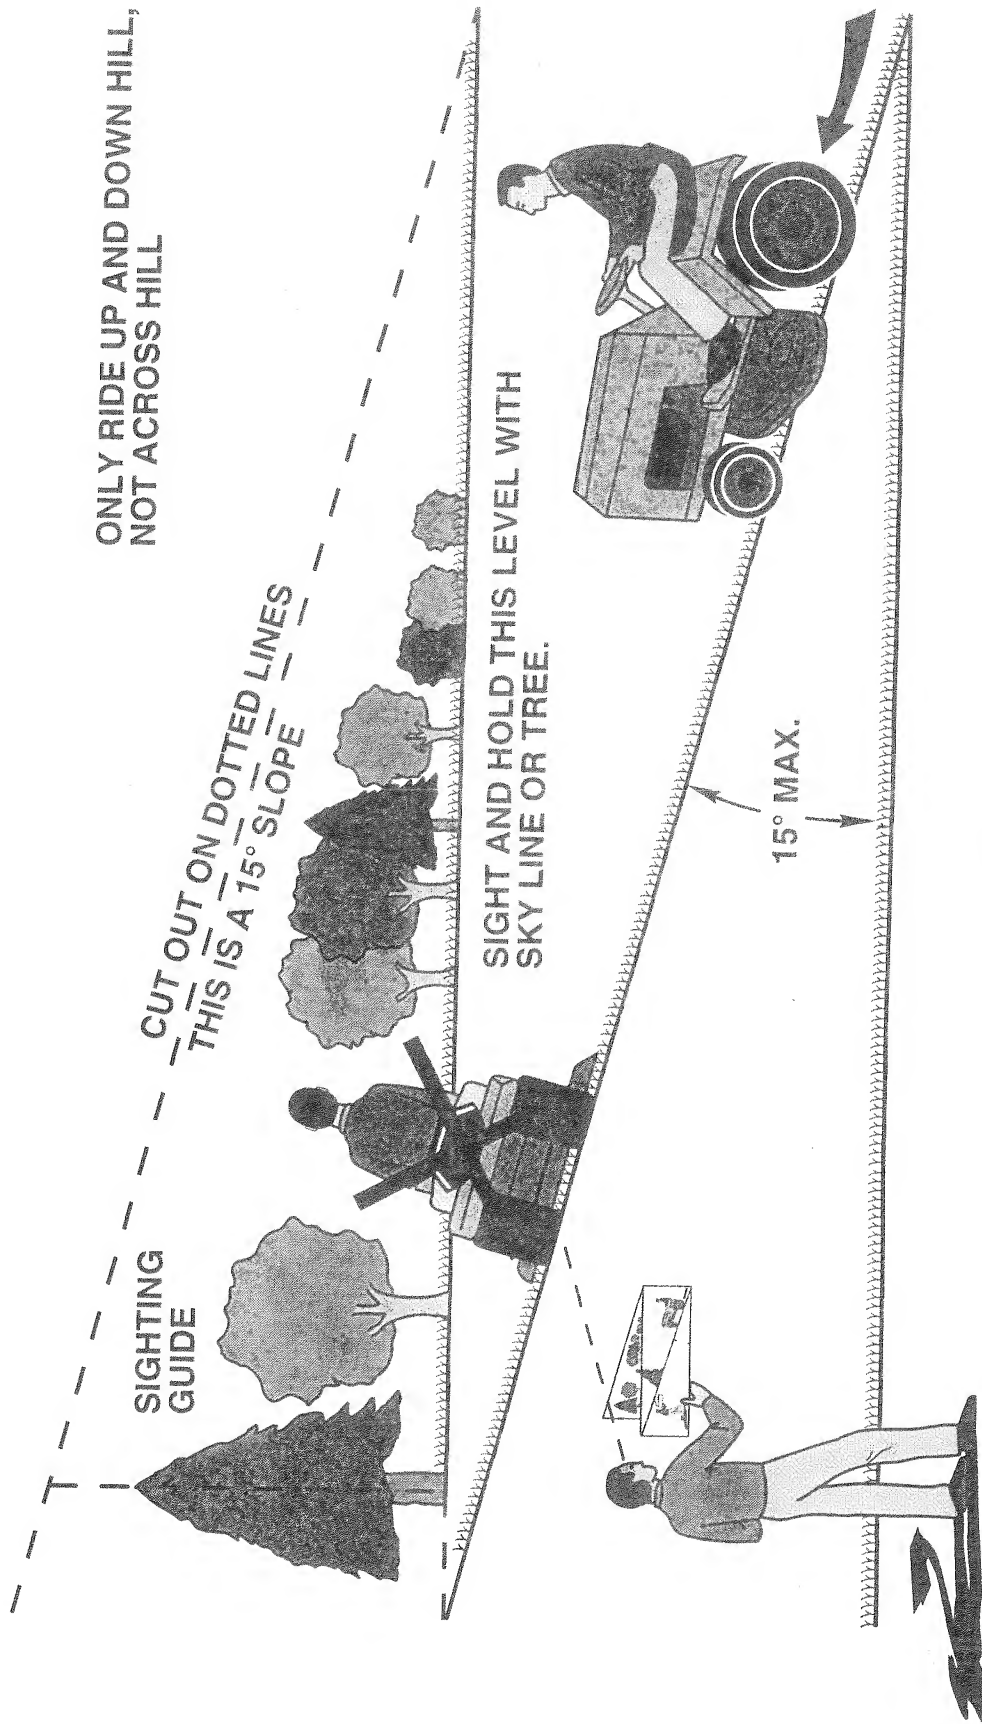 ONLY RIDE UP AND DOWN HILL,
NOT ACROSS HILL
CUT OUT ON DOTTED LINES
THIS IS A 15° SLOPE
SIGHTING
GUIDE
SIGHT AND HOLD THIS LEVEL WITH
SKY LINE OR TREE.
15° MAX.